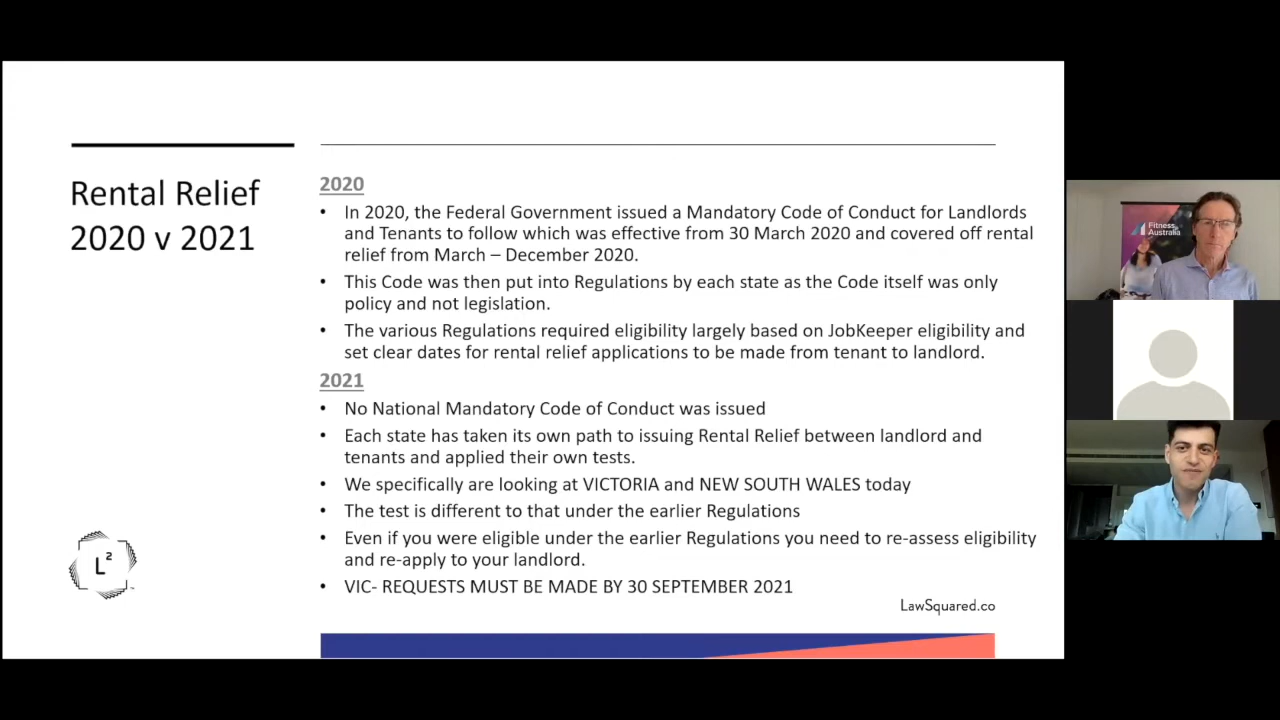 Rental Relief
2020 v 2021
2020
• In 2020, the Federal Government issued a Mandatory Code of Conduct for Landlords
and Tenants to follow which was effective from 30 March 2020 and covered off rental
relief from March – December 2020.
• This Code was then put into Regulations by each state as the Code itself was only
policy and not legislation.
• The various Regulations required eligibility largely based on JobKeeper eligibility and
set clear dates for rental relief applications to be made from tenant to landlord.
2021
• No National Mandatory Code of Conduct was issued
• Each state has taken its own path to issuing Rental Relief between landlord and
tenants and applied their own tests.
• We specifically are looking at VICTORIA and NEW SOUTH WALES today
• The test is different to that under the earlier Regulations
• Even if you were eligible under the earlier Regulations you need to re-assess eligibility
and re-apply to your landlord.
• VIC- REQUESTS MUST BE MADE BY 30 SEPTEMBER 2021
L²
LawSquared.co
Fitness
Australia